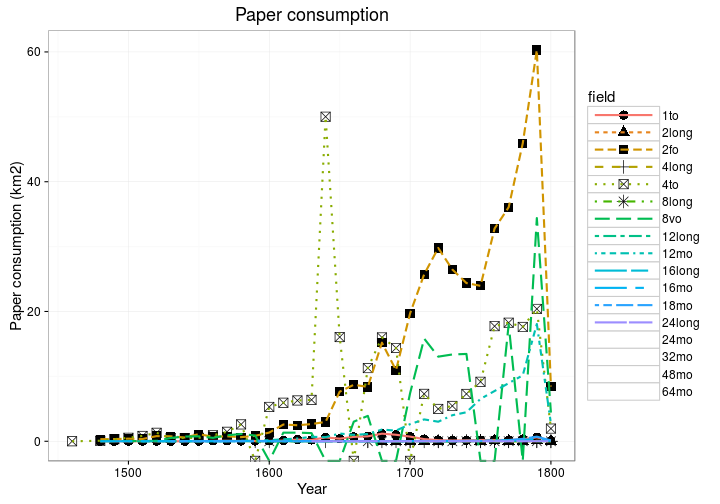 Paper consumption
60
40
20
0
Paper consumption (km2)
1500
1600
1700
1800
Year
field
1to
2long
2fo
4long
4to
8long
8vo
12long
12mo
16long
16mo
18mo
24long
24mo
32mo
48mo
64mo